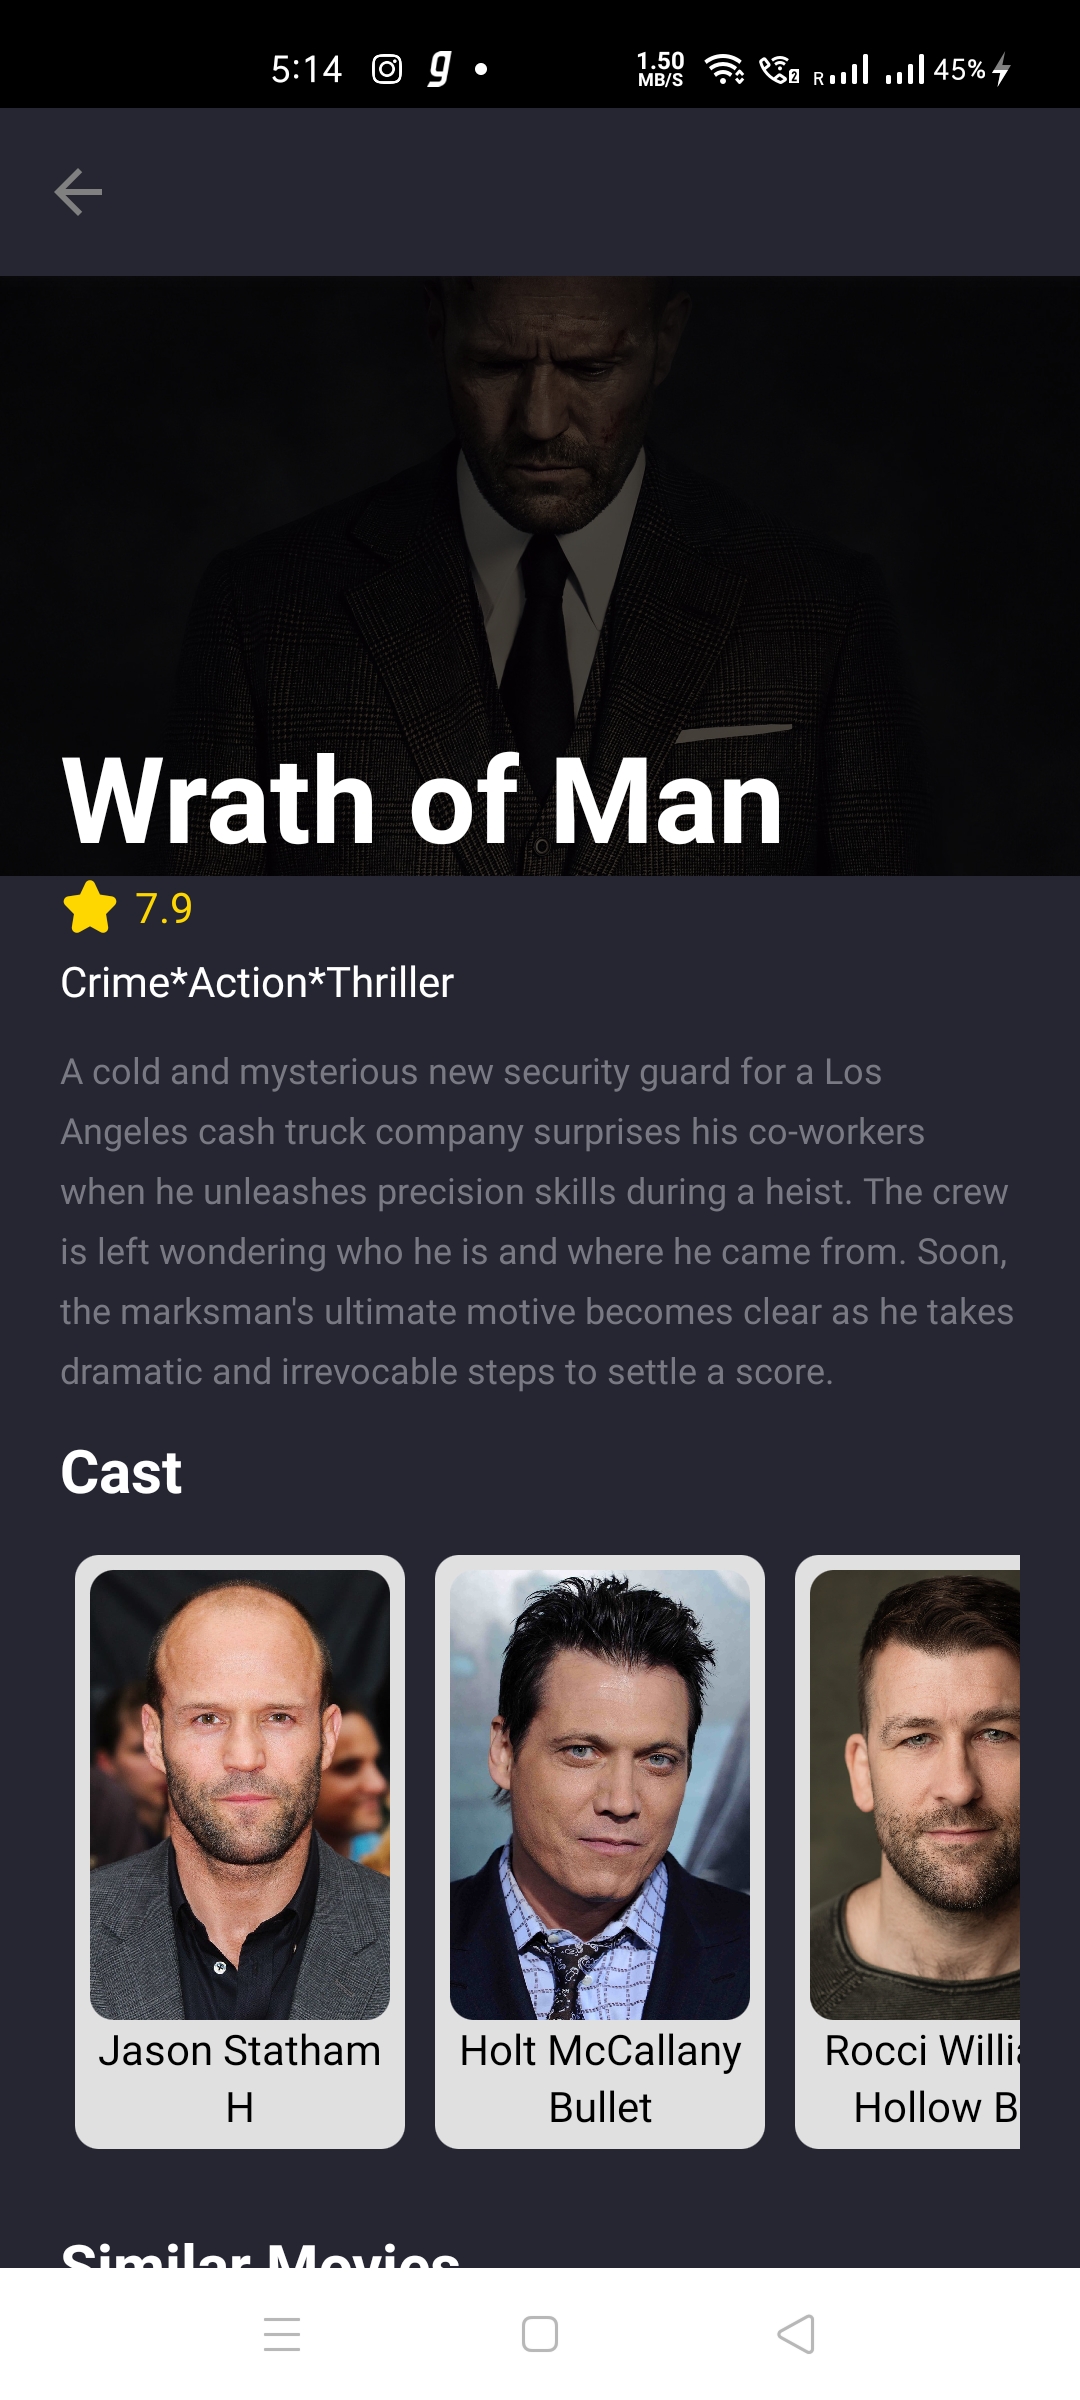 5:14 g 1.50 MB/S 2 R 45%
Wrath of Man
7.9
Crime*Action*Thriller
A cold and mysterious new security guard for a Los
Angeles cash truck company surprises his co-workers
when he unleashes precision skills during a heist. The crew
is left wondering who he is and where he came from. Soon,
the marksman's ultimate motive becomes clear as he takes
dramatic and irrevocable steps to settle a score.
Cast
Jason Statham
H
Holt McCallany
Bullet
Rocci
Hollow
Similar Movies